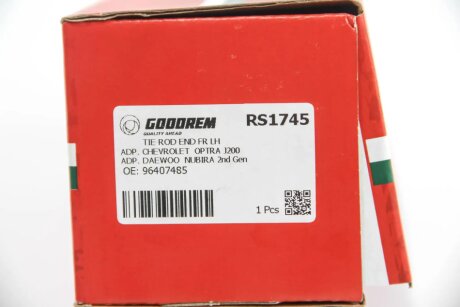 GOODREM RS1745
QUALITY AHEAD
TIE ROD END FR LH
ADP. CHEVROLET OPTRA J200
ADP. DAEWOO NUBIRA 2nd Gen
OE: 96407485
1 Pcs